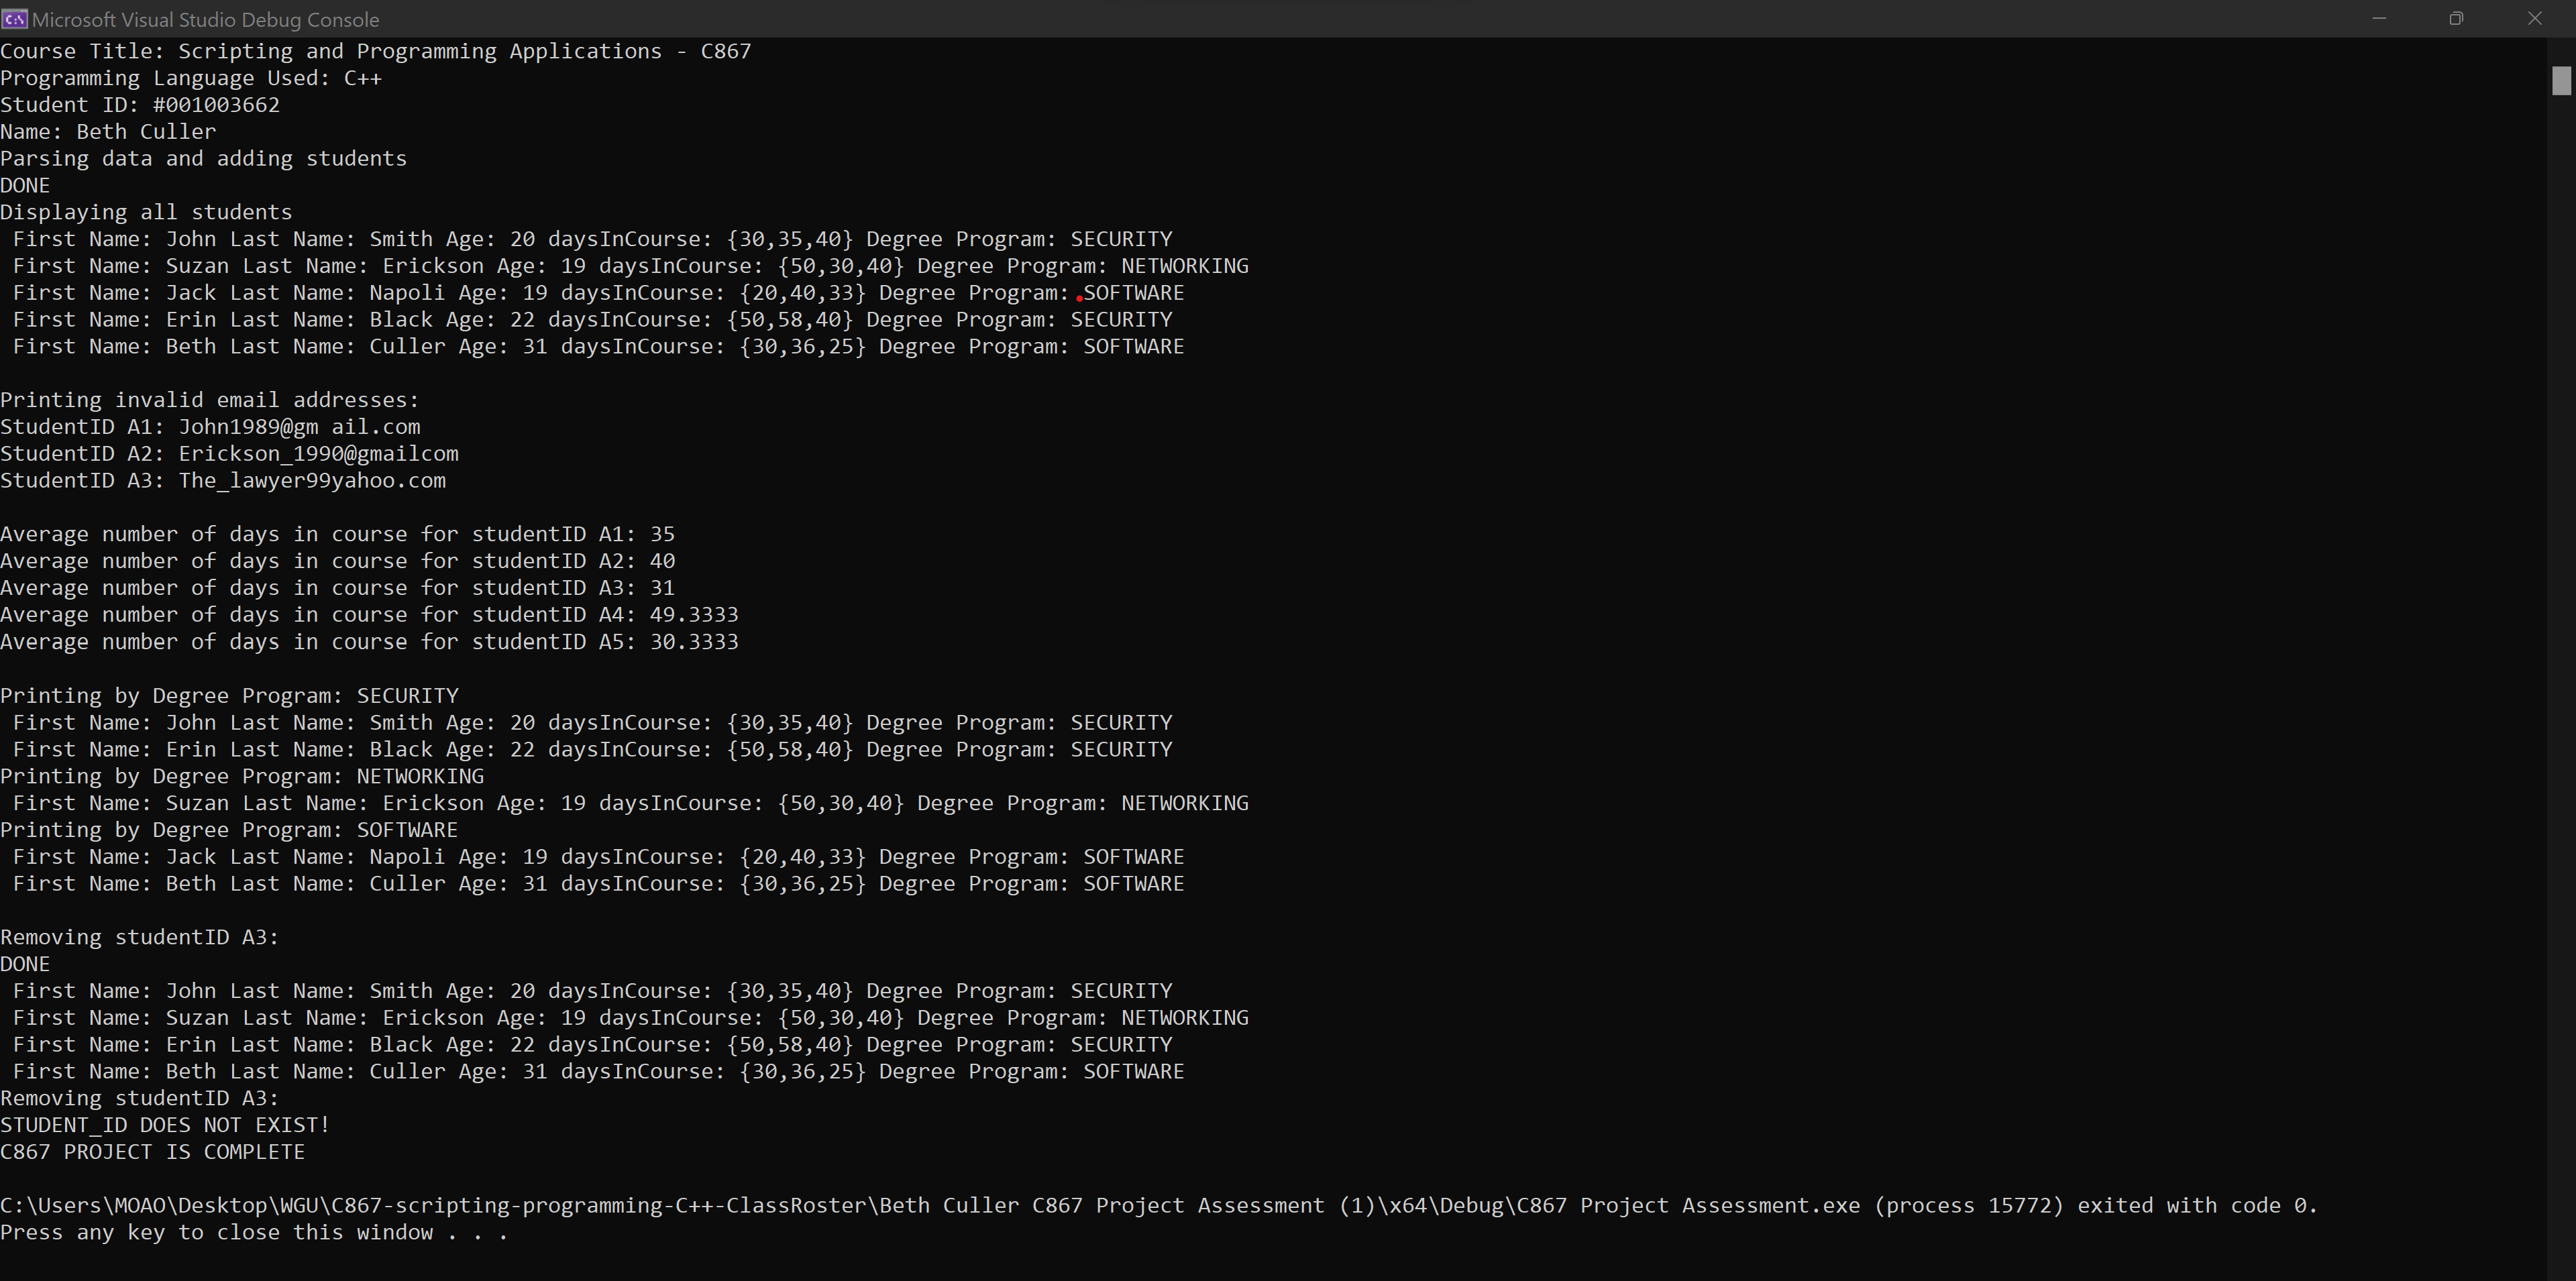 Microsoft Visual Studio Debug Console
Course Title: Scripting and Programming Applications - C867
Programming Language Used: C++
Student ID: #001003662
Name: Beth Culler
Parsing data and adding students
DONE
Displaying all students
First Name: John Last Name: Smith Age: 20 daysInCourse: {30,35,40} Degree Program: SECURITY
First Name: Suzan Last Name: Erickson Age: 19 daysInCourse: {50,30,40} Degree Program: NETWORKING
First Name: Jack Last Name: Napoli Age: 19 daysInCourse: {20,40,33} Degree Program: SOFTWARE
First Name: Erin Last Name: Black Age: 22 daysInCourse: {50,58,40} Degree Program: SECURITY
First Name: Beth Last Name: Culler Age: 31 daysInCourse: {30,36,25} Degree Program: SOFTWARE

Printing invalid email addresses:
StudentID A1: John1989@gm ail.com
StudentID A2: Erickson_1990@gmailcom
StudentID A3: The_lawyer99yahoo.com

Average number of days in course for studentID A1: 35
Average number of days in course for studentID A2: 40
Average number of days in course for studentID A3: 31
Average number of days in course for studentID A4: 49.3333
Average number of days in course for studentID A5: 30.3333

Printing by Degree Program: SECURITY
First Name: John Last Name: Smith Age: 20 daysInCourse: {30,35,40} Degree Program: SECURITY
First Name: Erin Last Name: Black Age: 22 daysInCourse: {50,58,40} Degree Program: SECURITY
Printing by Degree Program: NETWORKING
First Name: Suzan Last Name: Erickson Age: 19 daysInCourse: {50,30,40} Degree Program: NETWORKING
Printing by Degree Program: SOFTWARE
First Name: Jack Last Name: Napoli Age: 19 daysInCourse: {20,40,33} Degree Program: SOFTWARE
First Name: Beth Last Name: Culler Age: 31 daysInCourse: {30,36,25} Degree Program: SOFTWARE

Removing studentID A3:
DONE
First Name: John Last Name: Smith Age: 20 daysInCourse: {30,35,40} Degree Program: SECURITY
First Name: Suzan Last Name: Erickson Age: 19 daysInCourse: {50,30,40} Degree Program: NETWORKING
First Name: Erin Last Name: Black Age: 22 daysInCourse: {50,58,40} Degree Program: SECURITY
First Name: Beth Last Name: Culler Age: 31 daysInCourse: {30,36,25} Degree Program: SOFTWARE
Removing studentID A3:
STUDENT_ID DOES NOT EXIST!
C867 PROJECT IS COMPLETE

C:\Users\MOAO\Desktop\WGU\C867-scripting-programming-C++-ClassRoster\Beth Culler C867 Project Assessment (1)\x64\Debug\C867 Project Assessment.exe (process 15772) exited with code 0.
Press any key to close this window . . .